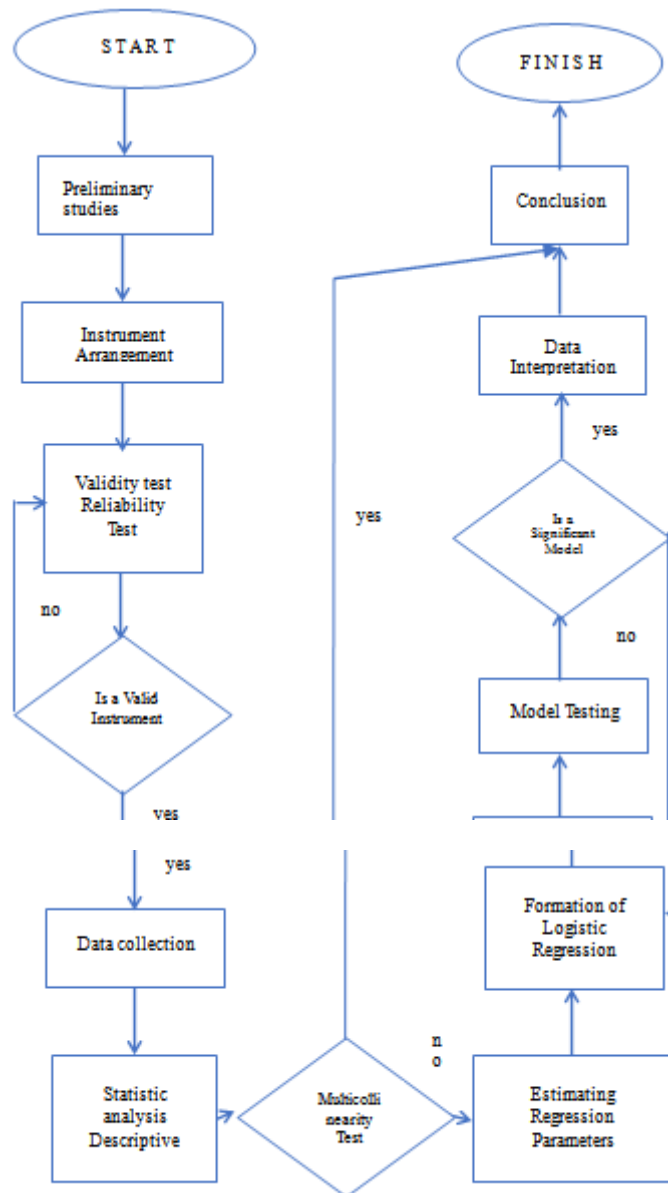 START
Preliminary
studies
Instrument
Arrangement
Validity test
Reliability
Test
no
Is a Valid
Instrument
yes
FINISH
Conclusion
Data
Interpretation
yes
yes
Is a
Significant
Model
no
Model Testing
yes
Data collection
Statistic
analysis
Descriptive
Multicolli
nearity
Test
n
o
Formation of
Logistic
Regression
Estimating
Regression
Parameters